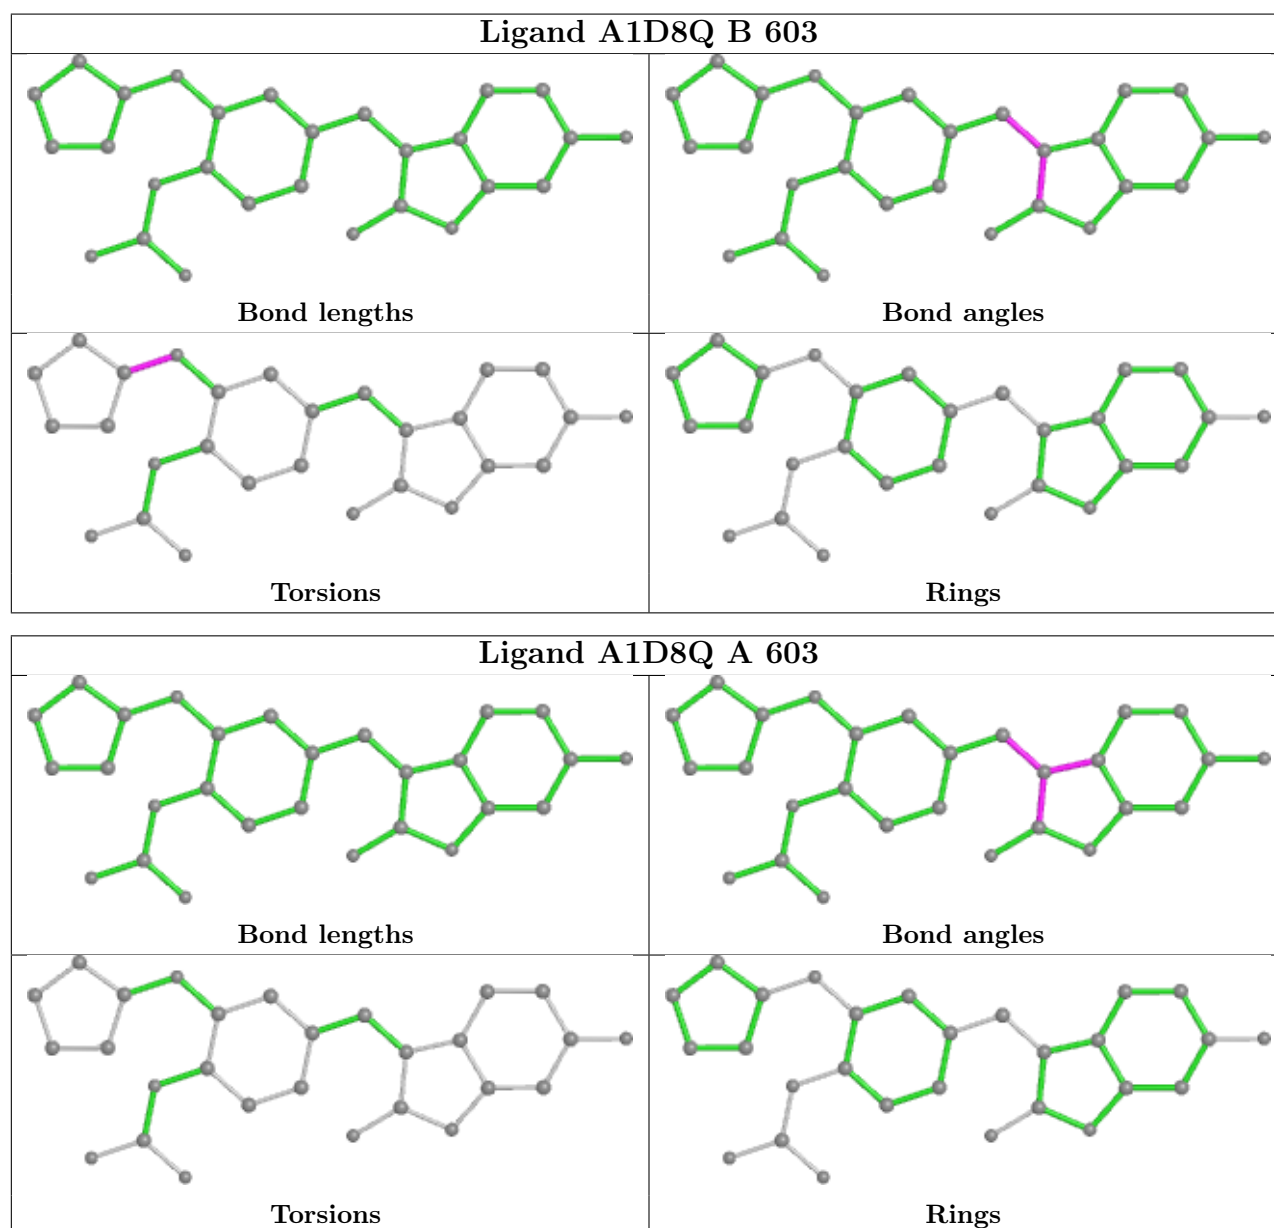 Ligand A1D8Q B 603
Bond lengths
Bond angles
Torsions
Rings
Ligand A1D8Q A 603
Bond lengths
Bond angles
Torsions
Rings